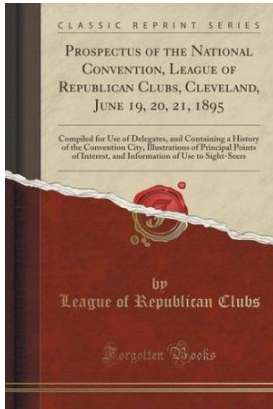 CLASSIC REPRINT SERIES
PROSPECTUS OF THE NATIONAL
CONVENTION, LEAGUE OF
REPUBLICAN CLUBS, CLEVELAND,
JUNE 19, 20, 21, 1895
Compiled for Use of Delegates, and Containing a History
of the Convention City, Illustrations of Principal Points
of Interest, and Information of Use to Sight-Seers
by
League of Republican Clubs
Forgotten Books